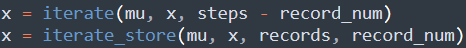 x = iterate(mu, x, steps - record_num)
x = iterate_store(mu, x, records, record_num)